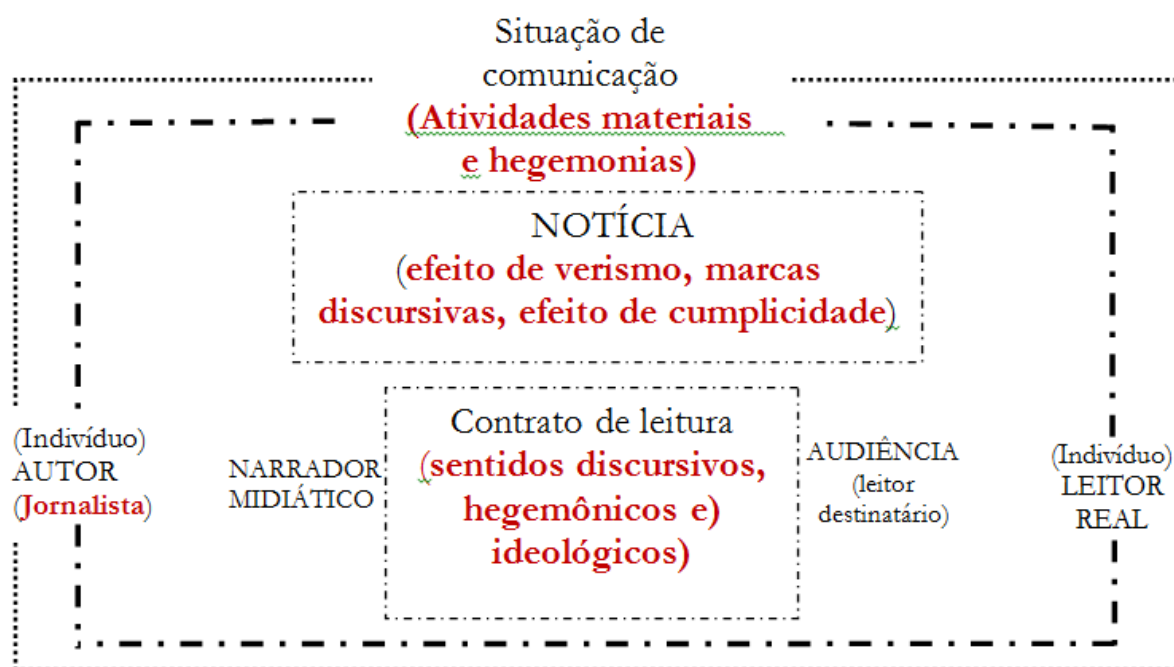 Situação de
comunicação
(Atividades materiais
e hegemonias)
NOTÍCIA
(efeito de verismo, marcas
discursivas, efeito de cumplicidade)
(Indivíduo)
AUTOR
(Jornalista)
NARRADOR
MIDIÁTICO
Contrato de leitura
(sentidos discursivos,
hegemônicos e)
ideológicos)
AUDIÊNCIA
(leitor
destinatário)
(Indivíduo)
LEITOR
REAL